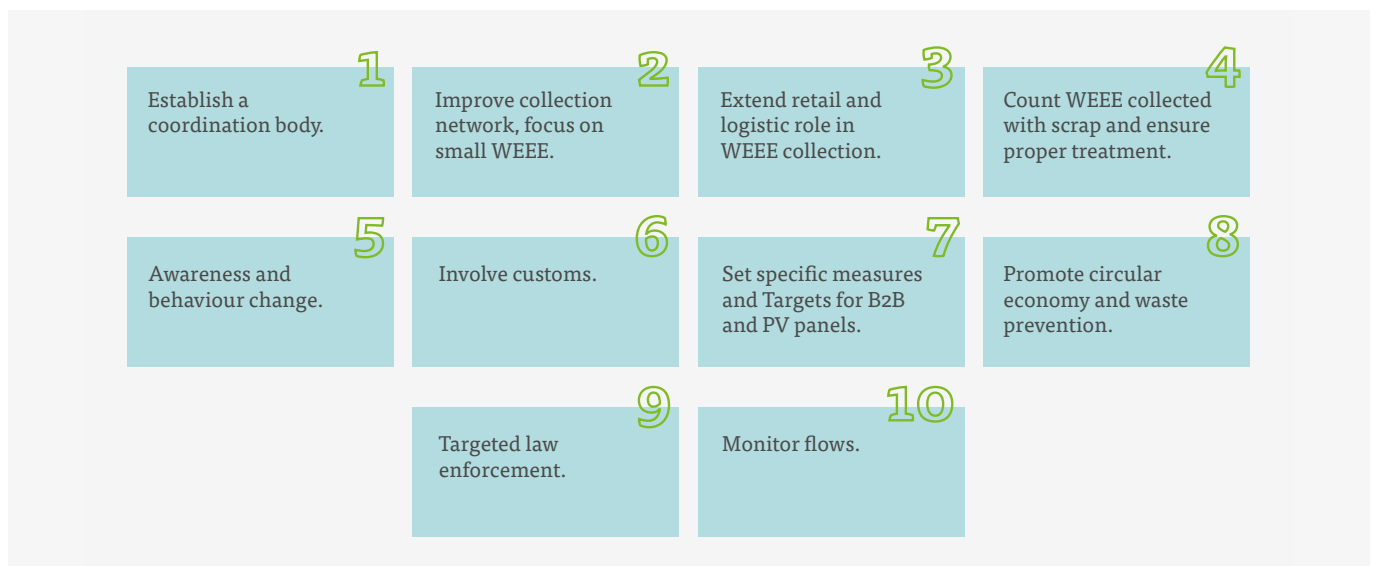 1
Establish a
coordination body.
2
Improve collection
network, focus on
small WEEE.
3
Extend retail and
logistic role in
WEEE collection.
4
Count WEEE collected
with scrap and ensure
proper treatment.
5
Awareness and
behaviour change.
6
Involve customs.
7
Set specific measures
and Targets for B2B
and PV panels.
8
Promote circular
economy and waste
prevention.
9
Targeted law
enforcement.
10
Monitor flows.